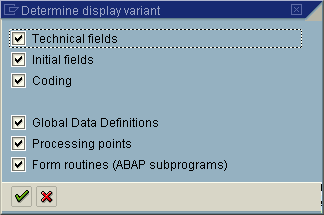 Determine display variant
Technical fields
Initial fields
Coding
Global Data Definitions
Processing points
Form routines (ABAP subprograms)